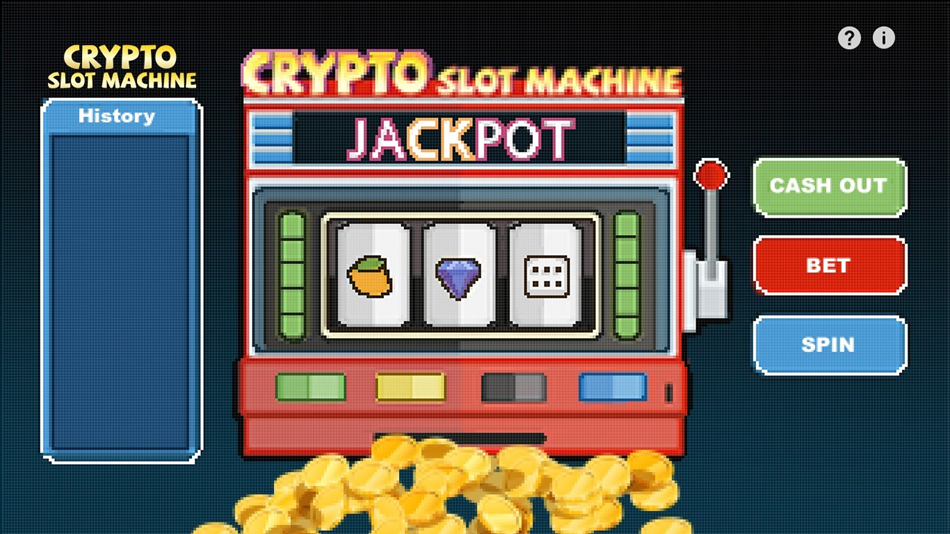 CRYPTO
SLOT MACHINE
History
CRYPTO SLOT MACHINE
JACKPOT
? i
CASH OUT
BET
SPIN